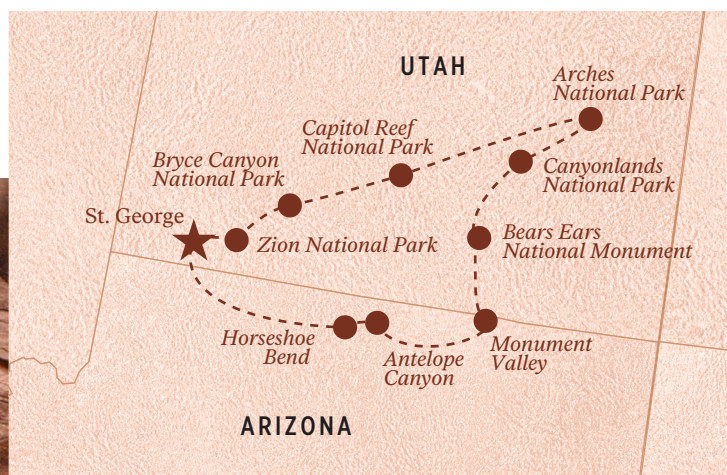 UTAH
Arches
National Park
Capitol Reef
National Park
Bryce Canyon
National Park
Canyonlands
National Park
St. George
Zion National Park
Bears Ears
National Monument
Horseshoe
Bend
Antelope
Canyon
Monument
Valley
ARIZONA